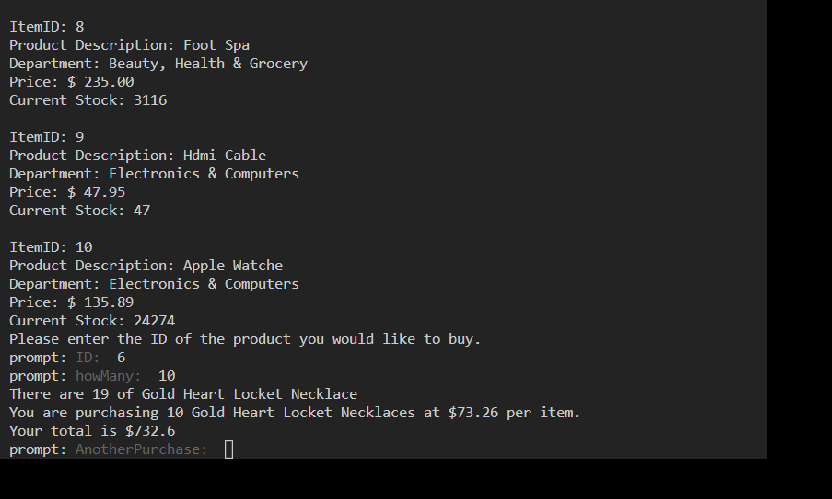 ItemID: 8
Product Description: Foot Spa
Department: Beauty, Health & Grocery
Price: $ 235.00
Current Stock: 3116
ItemID: 9
Product Description: Hdmi Cable
Department: Electronics & Computers
Price: $ 47.95
Current Stock: 47
ItemID: 10
Product Description: Apple Watche
Department: Electronics & Computers
Price: $ 135.89
Current Stock: 24274
Please enter the ID of the product you would like to buy.
prompt: ID:  6
prompt: howMany:  10
There are 19 of Gold Heart Locket Necklace
You are purchasing 10 Gold Heart Locket Necklaces at $73.26 per item.
Your total is $732.6
prompt: AnotherPurchase: